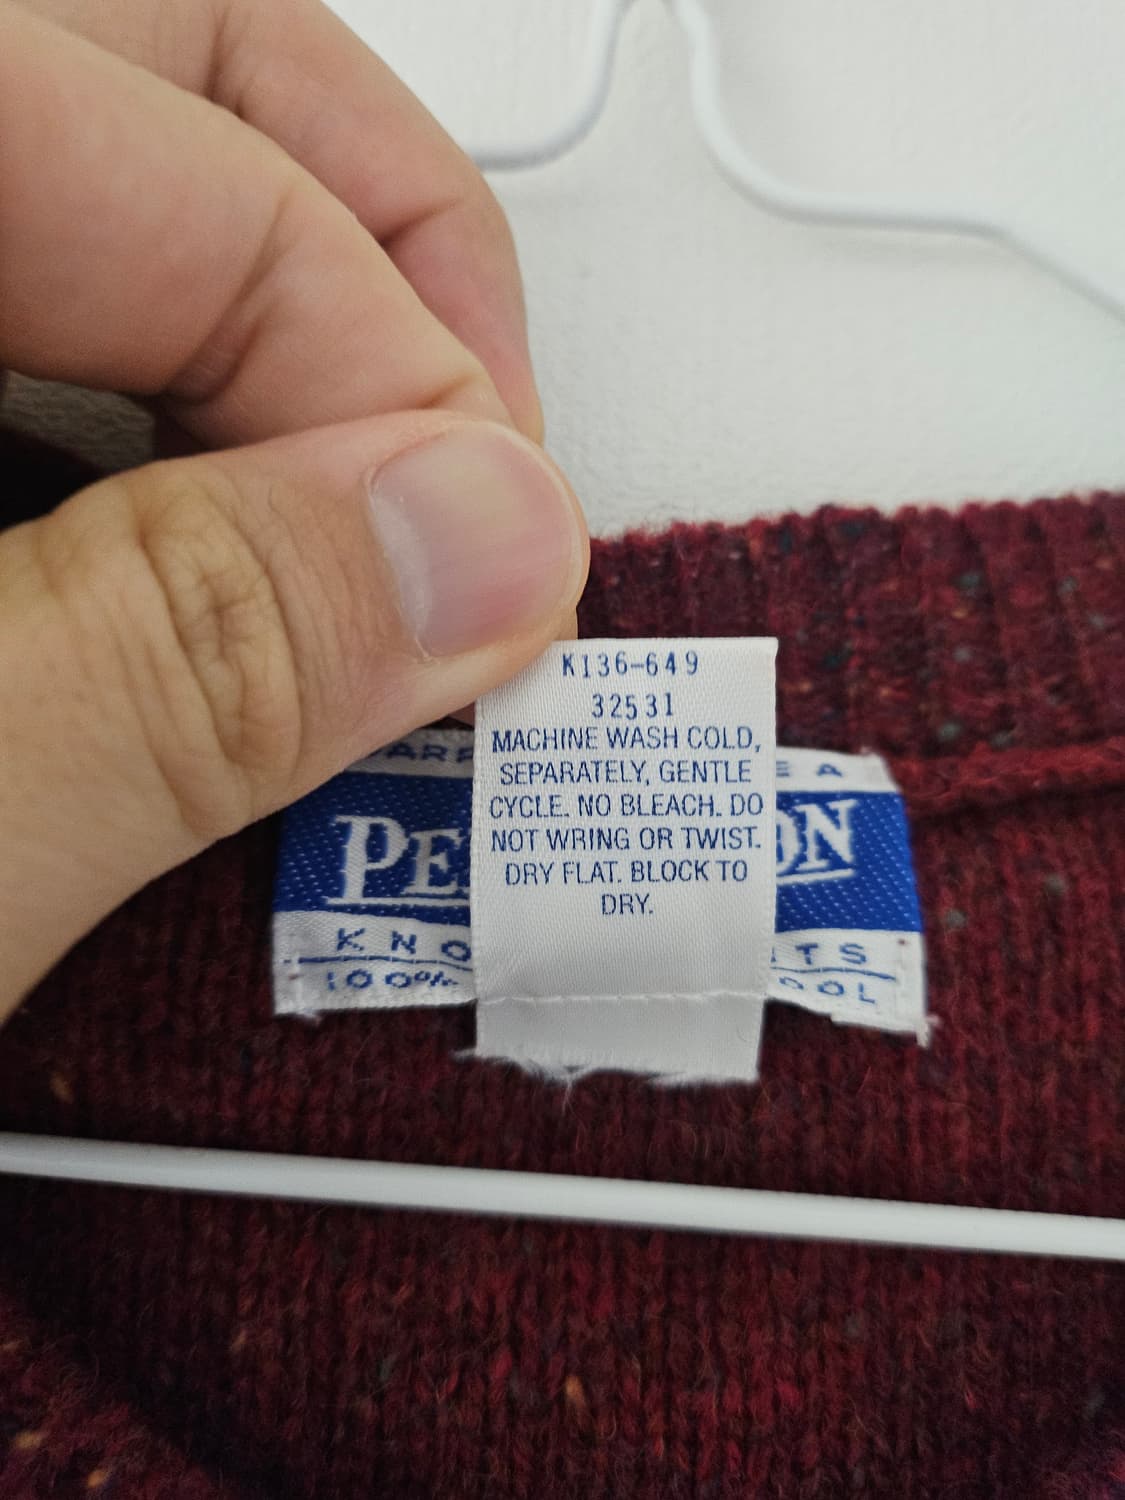 K136-649
32531
MACHINE WASH COLD,
SEPARATELY, GENTLE
CYCLE. NO BLEACH. DO
NOT WRING OR TWIST.
DRY FLAT. BLOCK TO
DRY.
100%